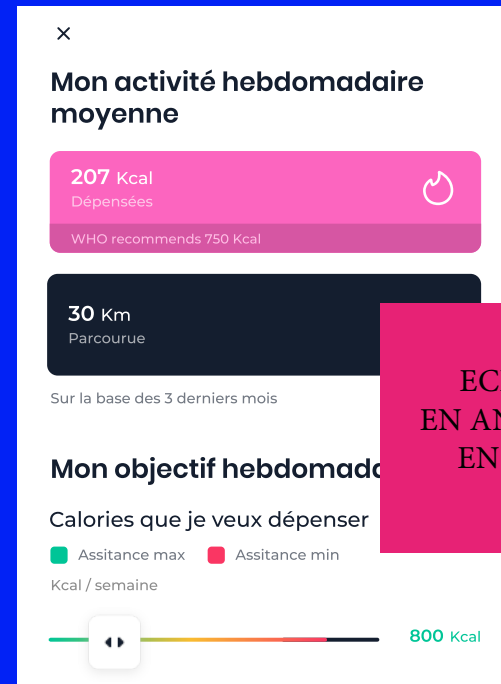 Mon activité hebdomadaire
moyenne
207 Kcal
Dépensées
WHO recommends 750 Kcal
30 Km
Parcourue
Sur la base des 3 derniers mois
EC
EN AN
EN
Mon objectif hebdomada
Calories que je veux dépenser
Assitance max
Assitance min
Kcal / semaine
800 Kcal